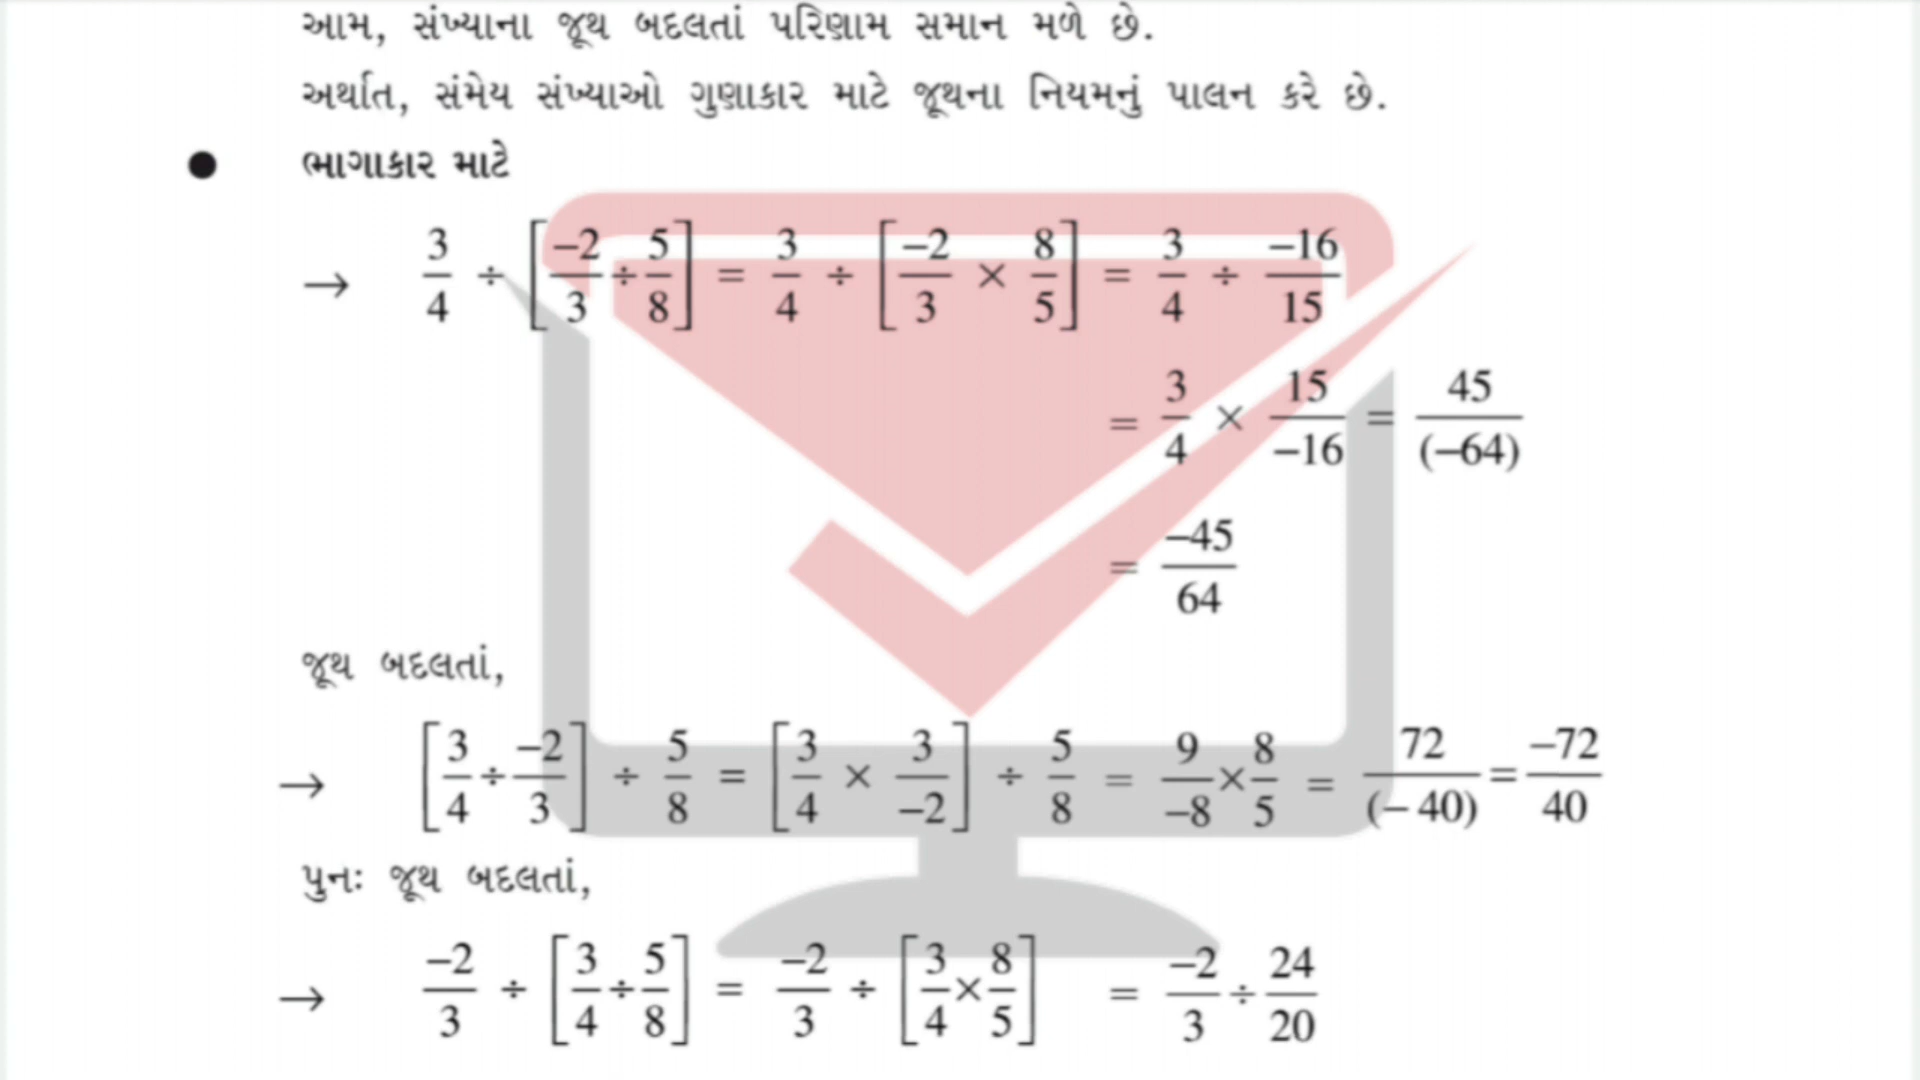 આમ, સંખ્યાના જૂથ બદલતાં પરિણામ સમાન મળે છે.
અર્થાત, સંમેય સંખ્યાઓ ગુણાકાર માટે જૂથના નિયમનું પાલન કરે છે.
● ભાગાકાર માટે
→ 3/4 ÷ [−2/3 ÷ 5/8] = 3/4 ÷ [−2/3 × 8/5] = 3/4 ÷ −16/15
= 3/4 × 15/−16 = 45/(−64)
= −45/64
જૂથ બદલતાં,
→ [3/4 ÷ −2/3] ÷ 5/8 = [3/4 × 3/−2] ÷ 5/8 = 9/−8 × 8/5 = 72/(− 40) = −72/40
પુનઃ જૂથ બદલતાં,
→ −2/3 ÷ [3/4 ÷ 5/8] = −2/3 ÷ [3/4 × 8/5] = −2/3 ÷ 24/20